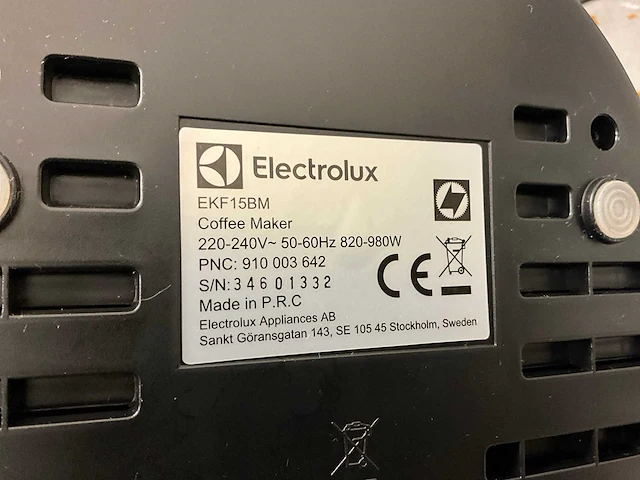 Electrolux
EKF15BM
Coffee Maker
220-240V~ 50-60Hz 820-980W
PNC: 910 003 642
S/N: 34601332
Made in P.R.C
Electrolux Appliances AB
Sankt Göransgatan 143, SE 105 45 Stockholm, Sweden
CE